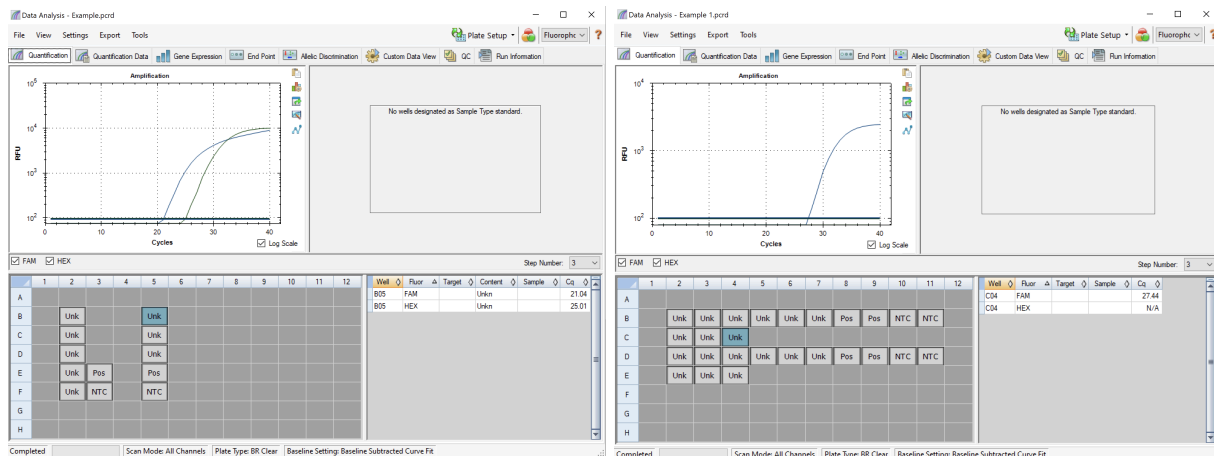 Data Analysis - Example.pcrd
File View Settings Export Tools
Plate Setup Fluoropho
Quantification Quantification Data Gene Expression End Point Allelic Discrimination Custom Data View QC Run Information
Amplification
10^5
10^4
10^3
10^2
RFU
0 10 20 30 40
Cycles
Log Scale
No wells designated as Sample Type standard.
FAM HEX
Step Number: 3
1 2 3 4 5 6 7 8 9 10 11 12
A
B Unk Unk
C Unk Unk
D Unk Unk
E Unk Pos Pos
F Unk NTC NTC
G
H
Well Fluor Target Content Sample Cq
B05 FAM Unkn 21.04
B05 HEX Unkn 25.01
Completed Scan Mode: All Channels Plate Type: BR Clear Baseline Setting: Baseline Subtracted Curve Fit
Data Analysis - Example 1.pcrd
File View Settings Export Tools
Plate Setup Fluorophc
Quantification Quantification Data Gene Expression End Point Allelic Discrimination Custom Data View QC Run Information
Amplification
10^4
10^3
10^2
RFU
0 10 20 30 40
Cycles
Log Scale
No wells designated as Sample Type standard.
FAM HEX
Step Number: 3
1 2 3 4 5 6 7 8 9 10 11 12
A
B Unk Unk Unk Unk Unk Unk Pos Pos NTC NTC
C Unk Unk Unk
D Unk Unk Unk Unk Unk Unk Pos Pos NTC NTC
E Unk Unk Unk
F
G
H
Well Fluor Target Sample Cq
C04 FAM 27.44
C04 HEX N/A
Completed Scan Mode: All Channels Plate Type: BR Clear Baseline Setting: Baseline Subtracted Curve Fit